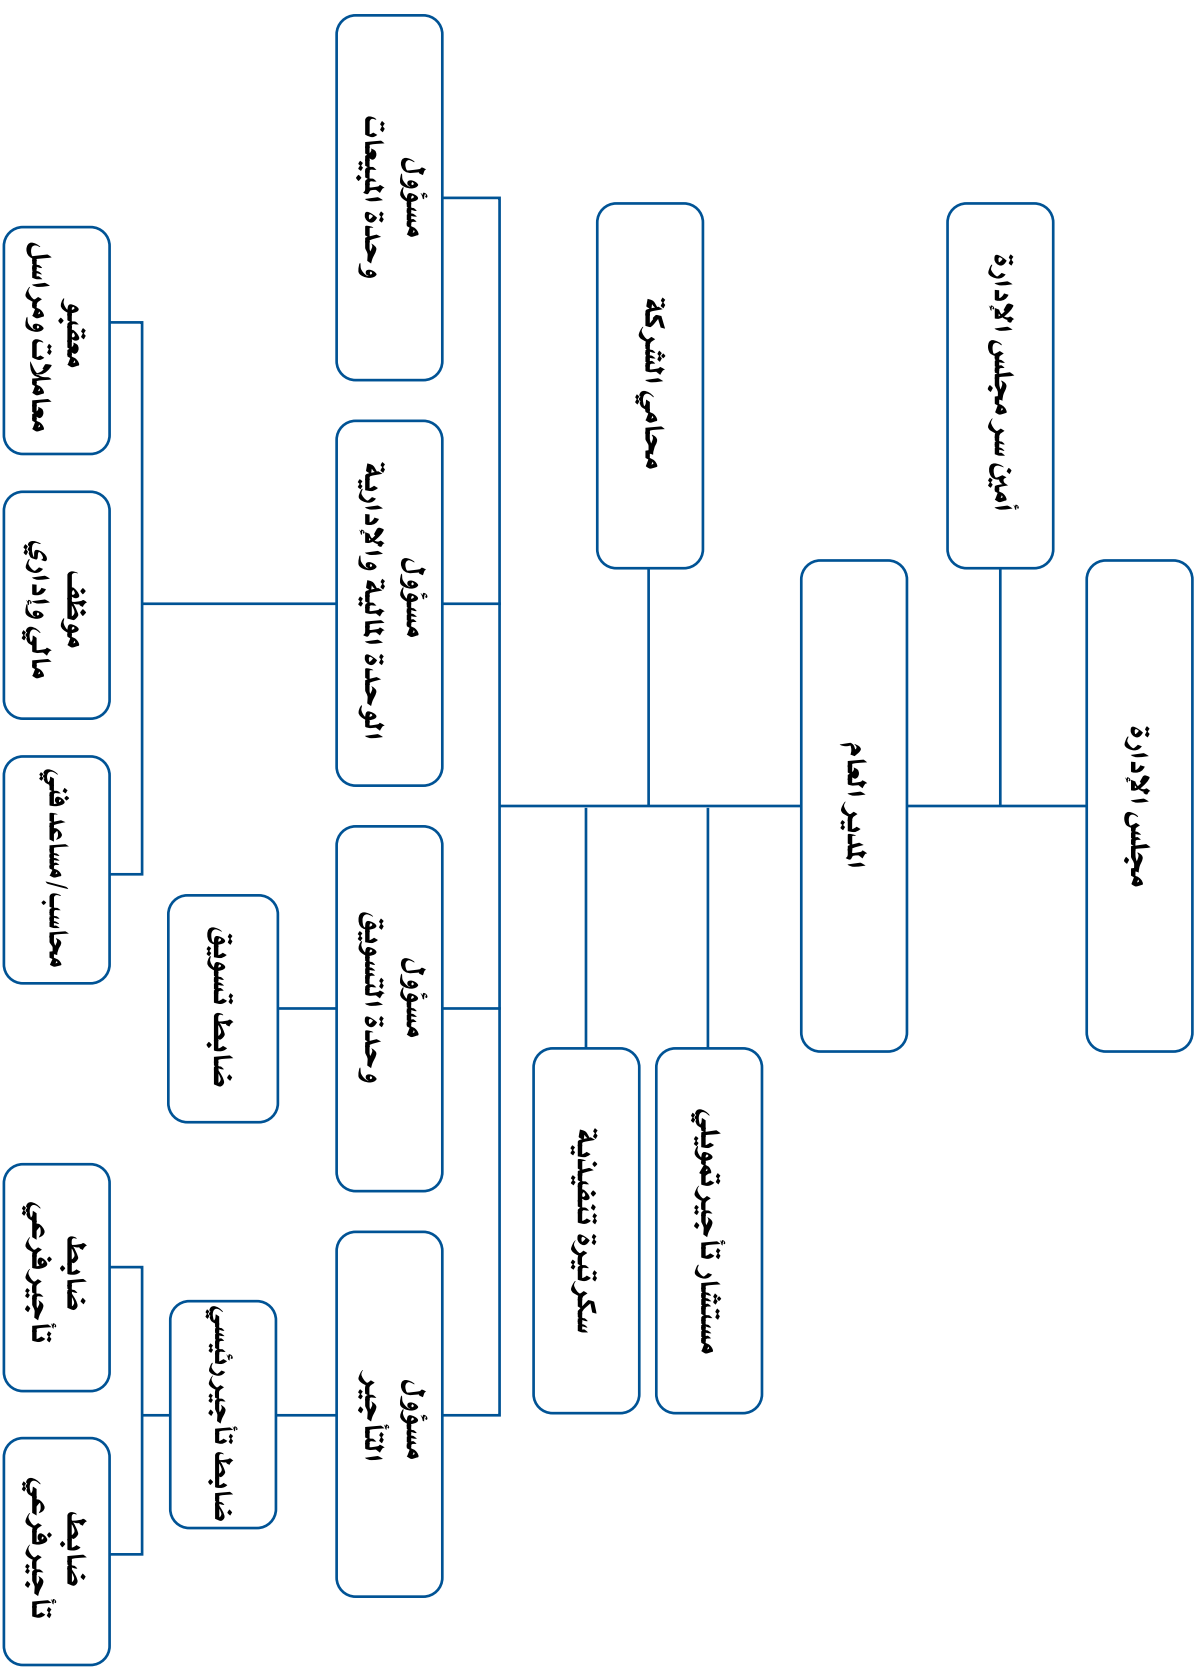 مجلس الإدارة
أمين سر مجلس الإدارة
المدير العام
محامي الشركة
مستشار تأجير تمويلي
سكرتيرة تنفيذية
مسؤول
وحدة المبيعات
مسؤول
الوحدة المالية والإدارية
مسؤول
وحدة التسويق
مسؤول
التأجير
ضابط تسويق
ضابط تأجير رئيسي
معقبو
معاملات ومراسل
موظف
مالي وإداري
محاسب/مساعد فني
ضابط
تأجير فرعي
ضابط
تأجير فرعي